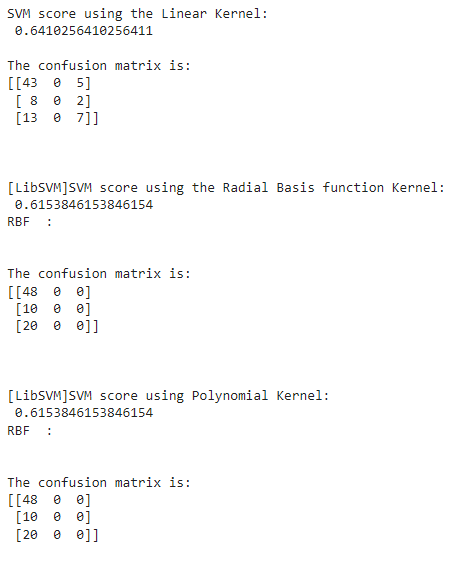 SVM score using the Linear Kernel:
0.6410256410256411
The confusion matrix is:
[[43 0 5]
[ 8 0 2]
[13 0 7]]
[LibSVM]SVM score using the Radial Basis function Kernel:
0.6153846153846154
RBF :
The confusion matrix is:
[[48 0 0]
[10 0 0]
[20 0 0]]
[LibSVM]SVM score using Polynomial Kernel:
0.6153846153846154
RBF :
The confusion matrix is:
[[48 0 0]
[10 0 0]
[20 0 0]]